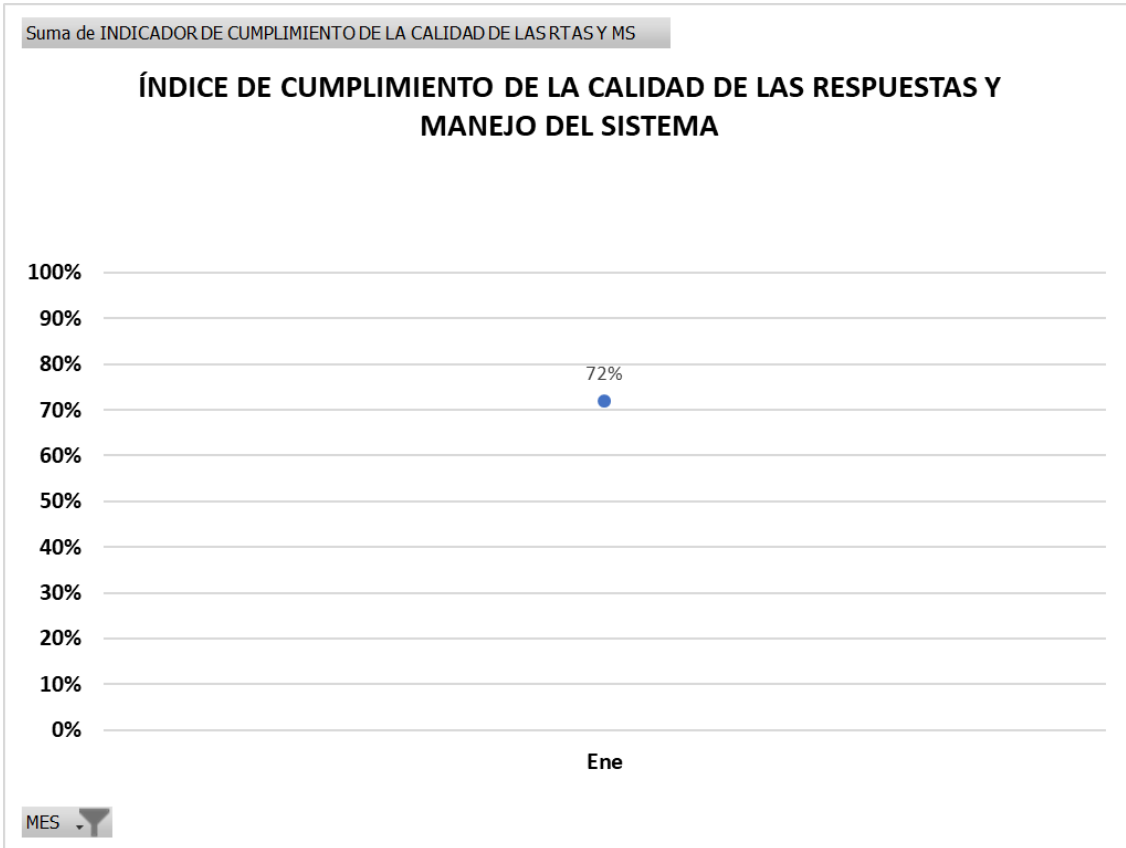 Suma de INDICADOR DE CUMPLIMIENTO DE LA CALIDAD DE LAS RTAS Y MS
ÍNDICE DE CUMPLIMIENTO DE LA CALIDAD DE LAS RESPUESTAS Y
MANEJO DEL SISTEMA
100%
90%
80%
72%
70%
60%
50%
40%
30%
20%
10%
0%
Ene
MES